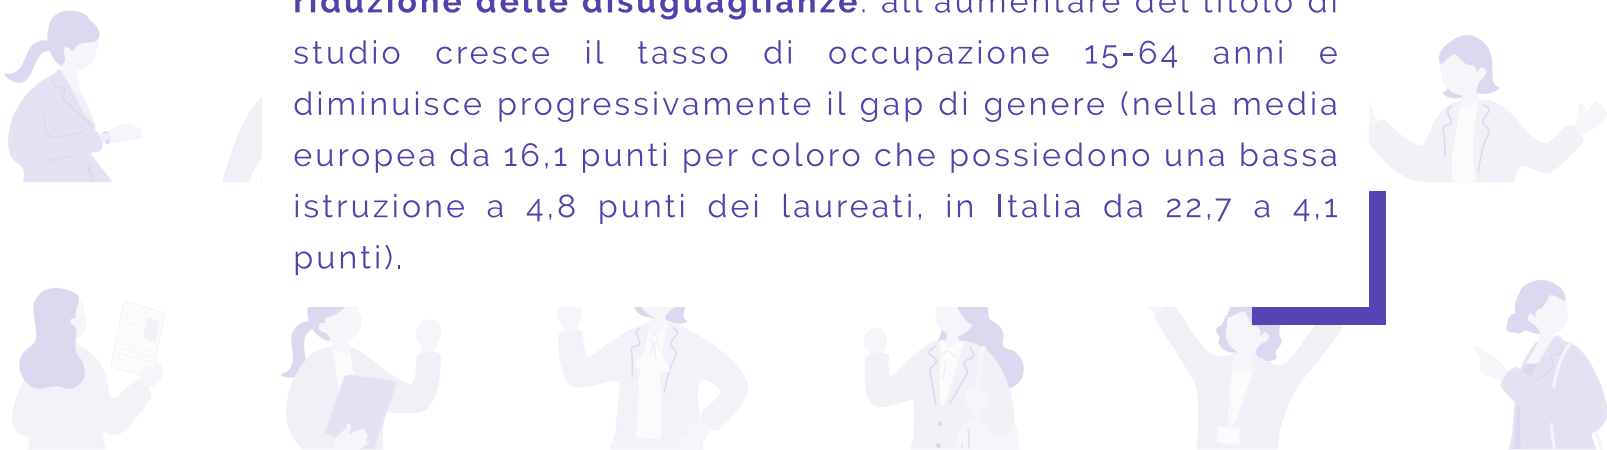 riduzione delle disuguaglianze: all'aumentare del titolo di
studio cresce il tasso di occupazione 15-64 anni e
diminuisce progressivamente il gap di genere (nella media
europea da 16,1 punti per coloro che possiedono una bassa
istruzione a 4,8 punti dei laureati, in Italia da 22,7 a 4,1
punti).